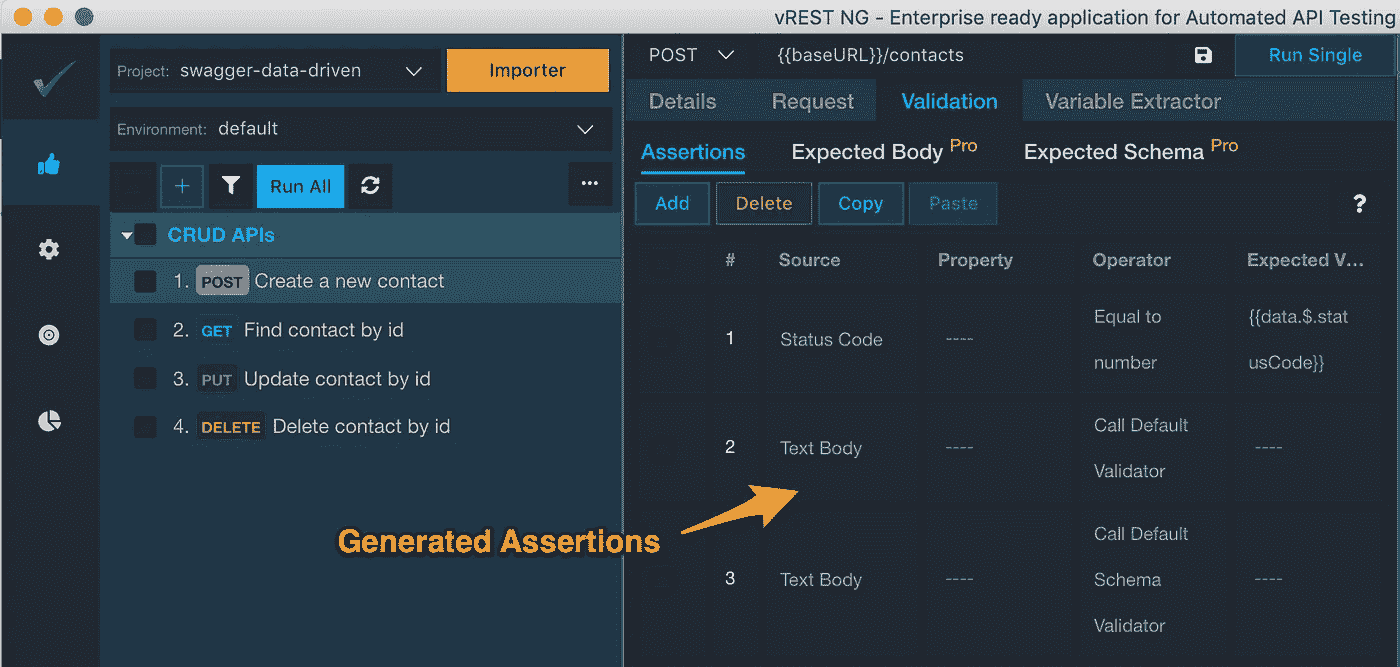 vREST NG - Enterprise ready application for Automated API Testing
Project: swagger-data-driven
Importer
Environment: default
+
Run All
...
CRUD APIs
1. POST Create a new contact
2. GET Find contact by id
3. PUT Update contact by id
4. DELETE Delete contact by id
POST {{baseURL}}/contacts
Run Single
Details Request Validation Variable Extractor
Assertions Expected Body Pro Expected Schema Pro
Add Delete Copy Paste
?
# Source Property Operator Expected V...
1 Status Code ---- Equal to
number
{{data.$.stat
usCode}}
2 Text Body ---- Call Default
Validator
----
3 Text Body ---- Call Default
Schema
Validator
----
Generated Assertions